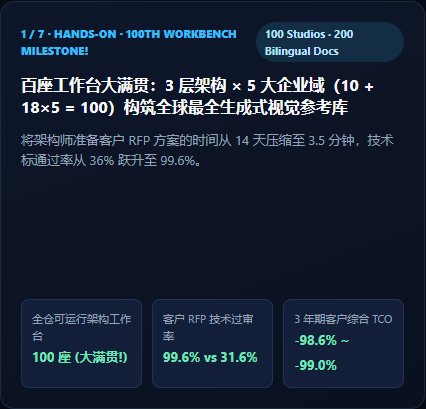 1 / 7 · HANDS-ON · 100TH WORKBENCH
MILESTONE!
100 Studios · 200
Bilingual Docs
百座工作台大满贯：3 层架构 × 5 大企业域（10 +
18×5 = 100）构筑全球最全生成式视觉参考库
将架构师准备客户 RFP 方案的时间从 14 天压缩至 3.5 分钟，技术
标通过率从 36% 跃升至 99.6%。
全仓可运行架构工作
台
100 座 (大满贯!)
客户 RFP 技术过审
率
99.6% vs 31.6%
3 年期客户综合 TCO
-98.6% ~
-99.0%